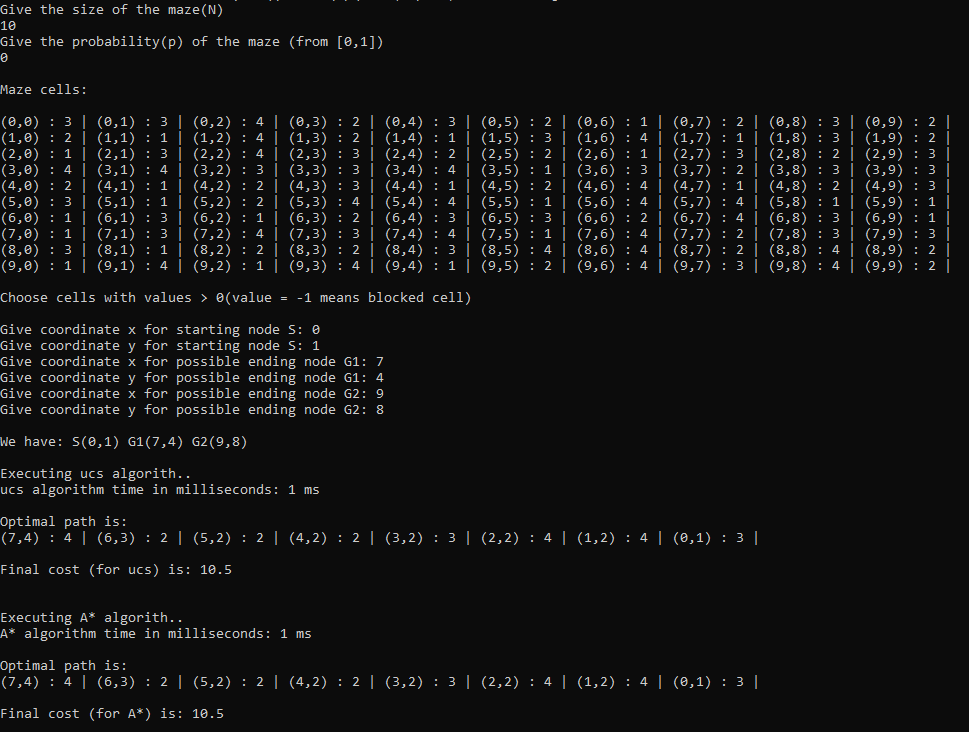 Give the size of the maze(N)
10
Give the probability(p) of the maze (from [0,1])
0
Maze cells:
(0,0) : 3 | (0,1) : 3 | (0,2) : 4 | (0,3) : 2 | (0,4) : 3 | (0,5) : 2 | (0,6) : 1 | (0,7) : 2 | (0,8) : 3 | (0,9) : 2 |
(1,0) : 2 | (1,1) : 1 | (1,2) : 4 | (1,3) : 2 | (1,4) : 1 | (1,5) : 3 | (1,6) : 4 | (1,7) : 1 | (1,8) : 3 | (1,9) : 2 |
(2,0) : 1 | (2,1) : 3 | (2,2) : 4 | (2,3) : 3 | (2,4) : 2 | (2,5) : 2 | (2,6) : 1 | (2,7) : 3 | (2,8) : 2 | (2,9) : 3 |
(3,0) : 4 | (3,1) : 4 | (3,2) : 3 | (3,3) : 3 | (3,4) : 4 | (3,5) : 1 | (3,6) : 3 | (3,7) : 2 | (3,8) : 3 | (3,9) : 3 |
(4,0) : 2 | (4,1) : 1 | (4,2) : 2 | (4,3) : 3 | (4,4) : 1 | (4,5) : 2 | (4,6) : 4 | (4,7) : 1 | (4,8) : 2 | (4,9) : 3 |
(5,0) : 3 | (5,1) : 1 | (5,2) : 2 | (5,3) : 4 | (5,4) : 4 | (5,5) : 1 | (5,6) : 4 | (5,7) : 4 | (5,8) : 1 | (5,9) : 1 |
(6,0) : 1 | (6,1) : 3 | (6,2) : 1 | (6,3) : 2 | (6,4) : 3 | (6,5) : 3 | (6,6) : 2 | (6,7) : 4 | (6,8) : 3 | (6,9) : 1 |
(7,0) : 1 | (7,1) : 3 | (7,2) : 4 | (7,3) : 3 | (7,4) : 4 | (7,5) : 1 | (7,6) : 4 | (7,7) : 2 | (7,8) : 3 | (7,9) : 3 |
(8,0) : 3 | (8,1) : 1 | (8,2) : 2 | (8,3) : 2 | (8,4) : 3 | (8,5) : 4 | (8,6) : 4 | (8,7) : 2 | (8,8) : 4 | (8,9) : 2 |
(9,0) : 1 | (9,1) : 4 | (9,2) : 1 | (9,3) : 4 | (9,4) : 1 | (9,5) : 2 | (9,6) : 4 | (9,7) : 3 | (9,8) : 4 | (9,9) : 2 |
Choose cells with values > 0(value = -1 means blocked cell)
Give coordinate x for starting node S: 0
Give coordinate y for starting node S: 1
Give coordinate x for possible ending node G1: 7
Give coordinate y for possible ending node G1: 4
Give coordinate x for possible ending node G2: 9
Give coordinate y for possible ending node G2: 8
We have: S(0,1) G1(7,4) G2(9,8)
Executing ucs algorith..
ucs algorithm time in milliseconds: 1 ms
Optimal path is:
(7,4) : 4 | (6,3) : 2 | (5,2) : 2 | (4,2) : 2 | (3,2) : 3 | (2,2) : 4 | (1,2) : 4 | (0,1) : 3 |
Final cost (for ucs) is: 10.5
Executing A* algorith..
A* algorithm time in milliseconds: 1 ms
Optimal path is:
(7,4) : 4 | (6,3) : 2 | (5,2) : 2 | (4,2) : 2 | (3,2) : 3 | (2,2) : 4 | (1,2) : 4 | (0,1) : 3 |
Final cost (for A*) is: 10.5